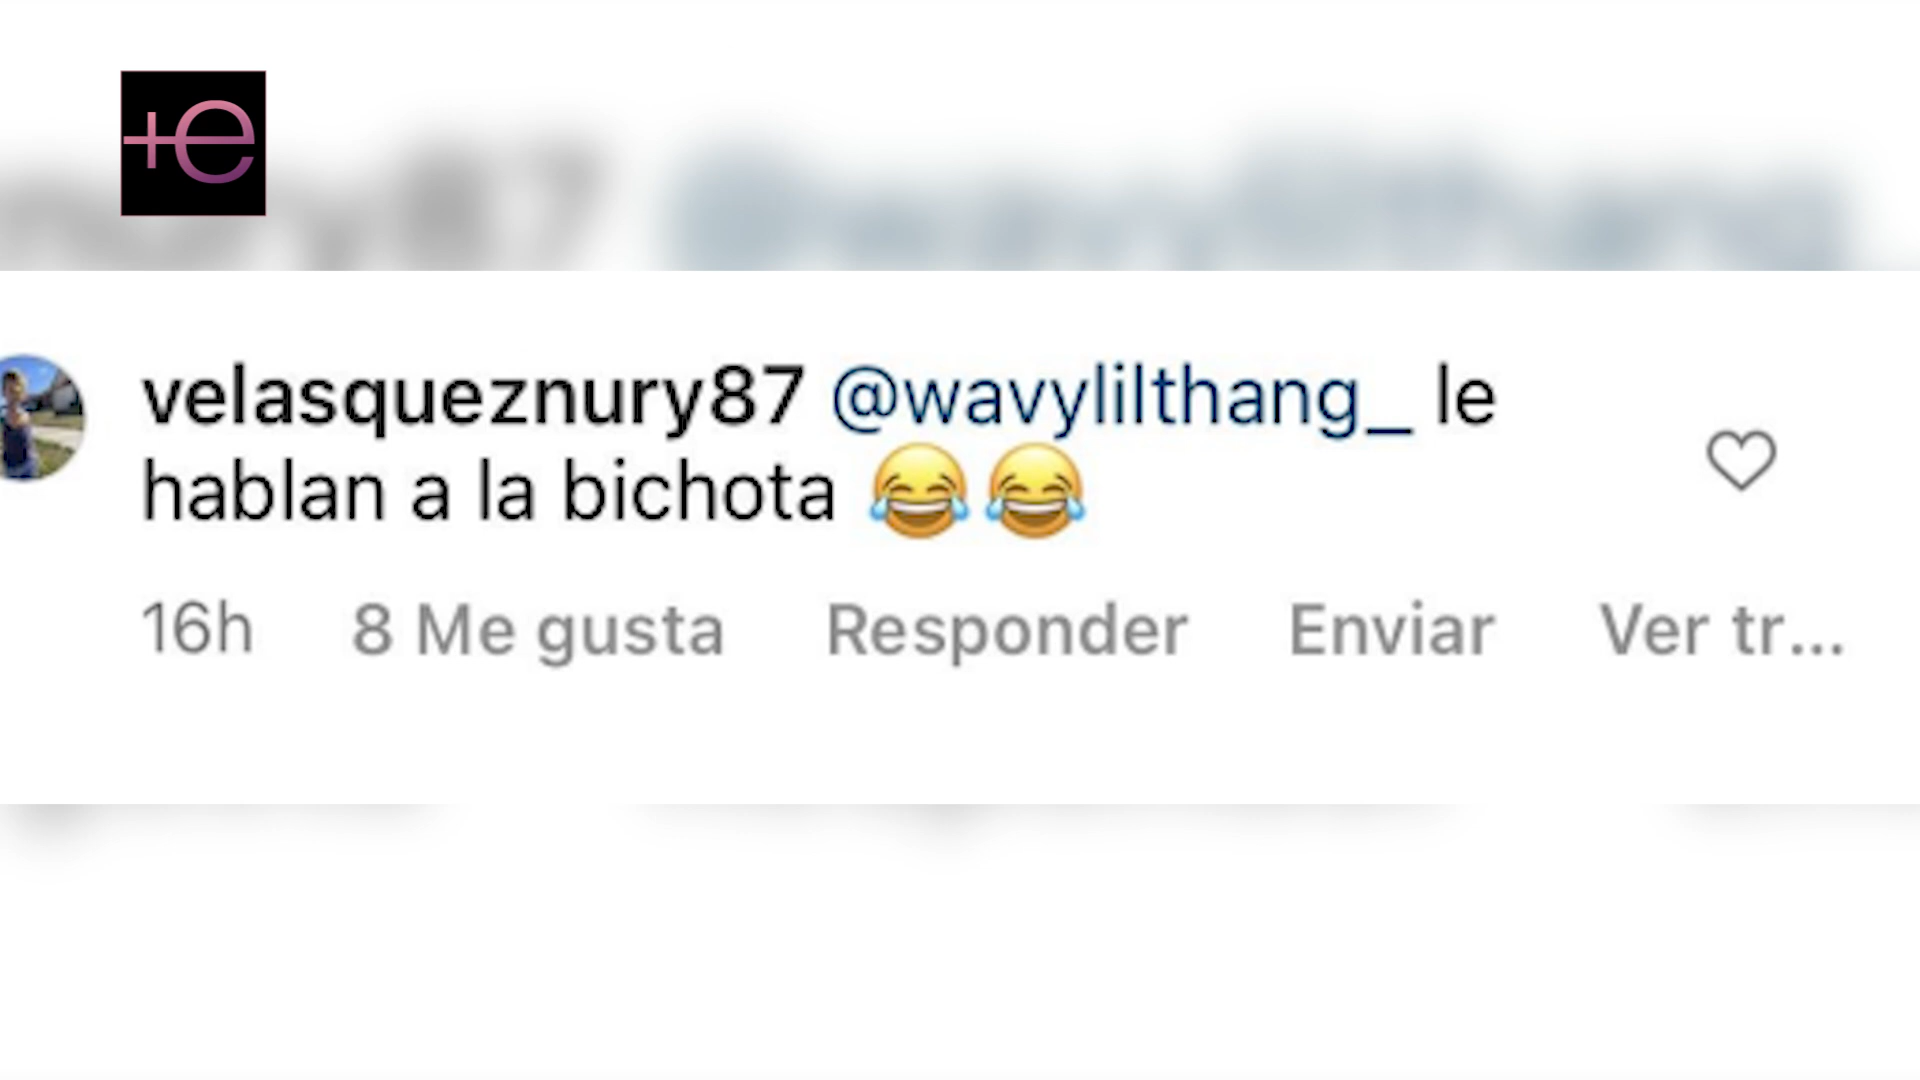 +e
velasqueznury87 @wavylilthang_ le
hablan a la bichota 😂😂
16h 8 Me gusta Responder Enviar Ver tr...